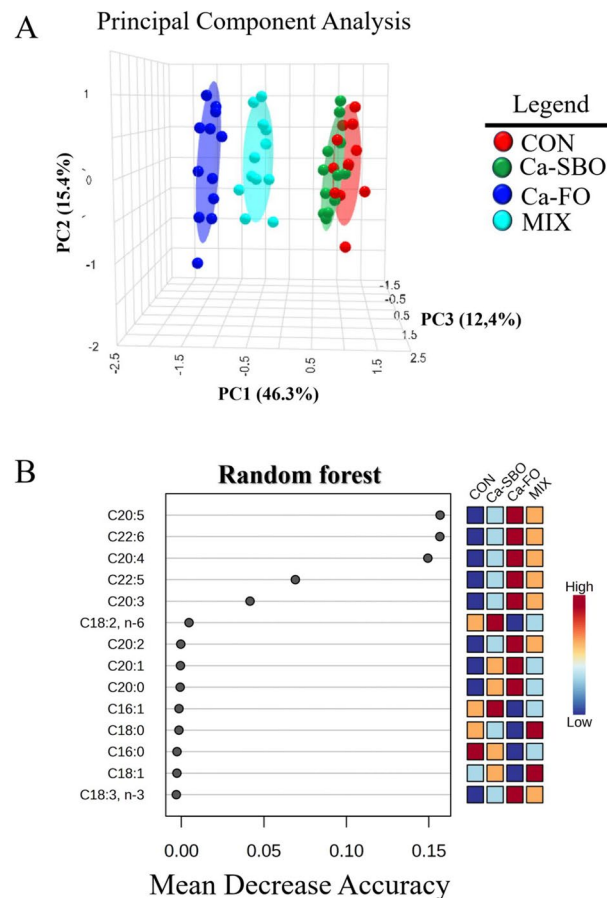 A
Principal Component Analysis
Legend
CON
Ca-SBO
Ca-FO
MIX
PC2 (15.4%)
1
0
-1
-2
-2.5
-1.5
-0.5
0.5
1.5
2.5
PC1 (46.3%)
-1.5
-0.5
0.5
1.5
PC3 (12,4%)
B
Random forest
CON
Ca-SBO
Ca-FO
MIX
C20:5
C22:6
C20:4
C22:5
C20:3
C18:2, n-6
C20:2
C20:1
C20:0
C16:1
C18:0
C16:0
C18:1
C18:3, n-3
High
Low
0.00 0.05 0.10 0.15
Mean Decrease Accuracy